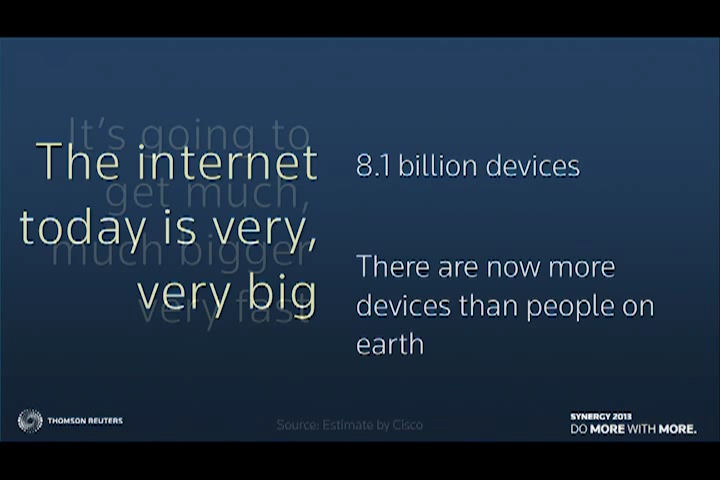 The internet
today is very,
very big
It's going to
get much,
much bigger
very fast
8.1 billion devices
There are now more
devices than people on
earth
THOMSON REUTERS
Source: Estimate by Cisco
SYNERGY 2013
DO MORE WITH MORE.